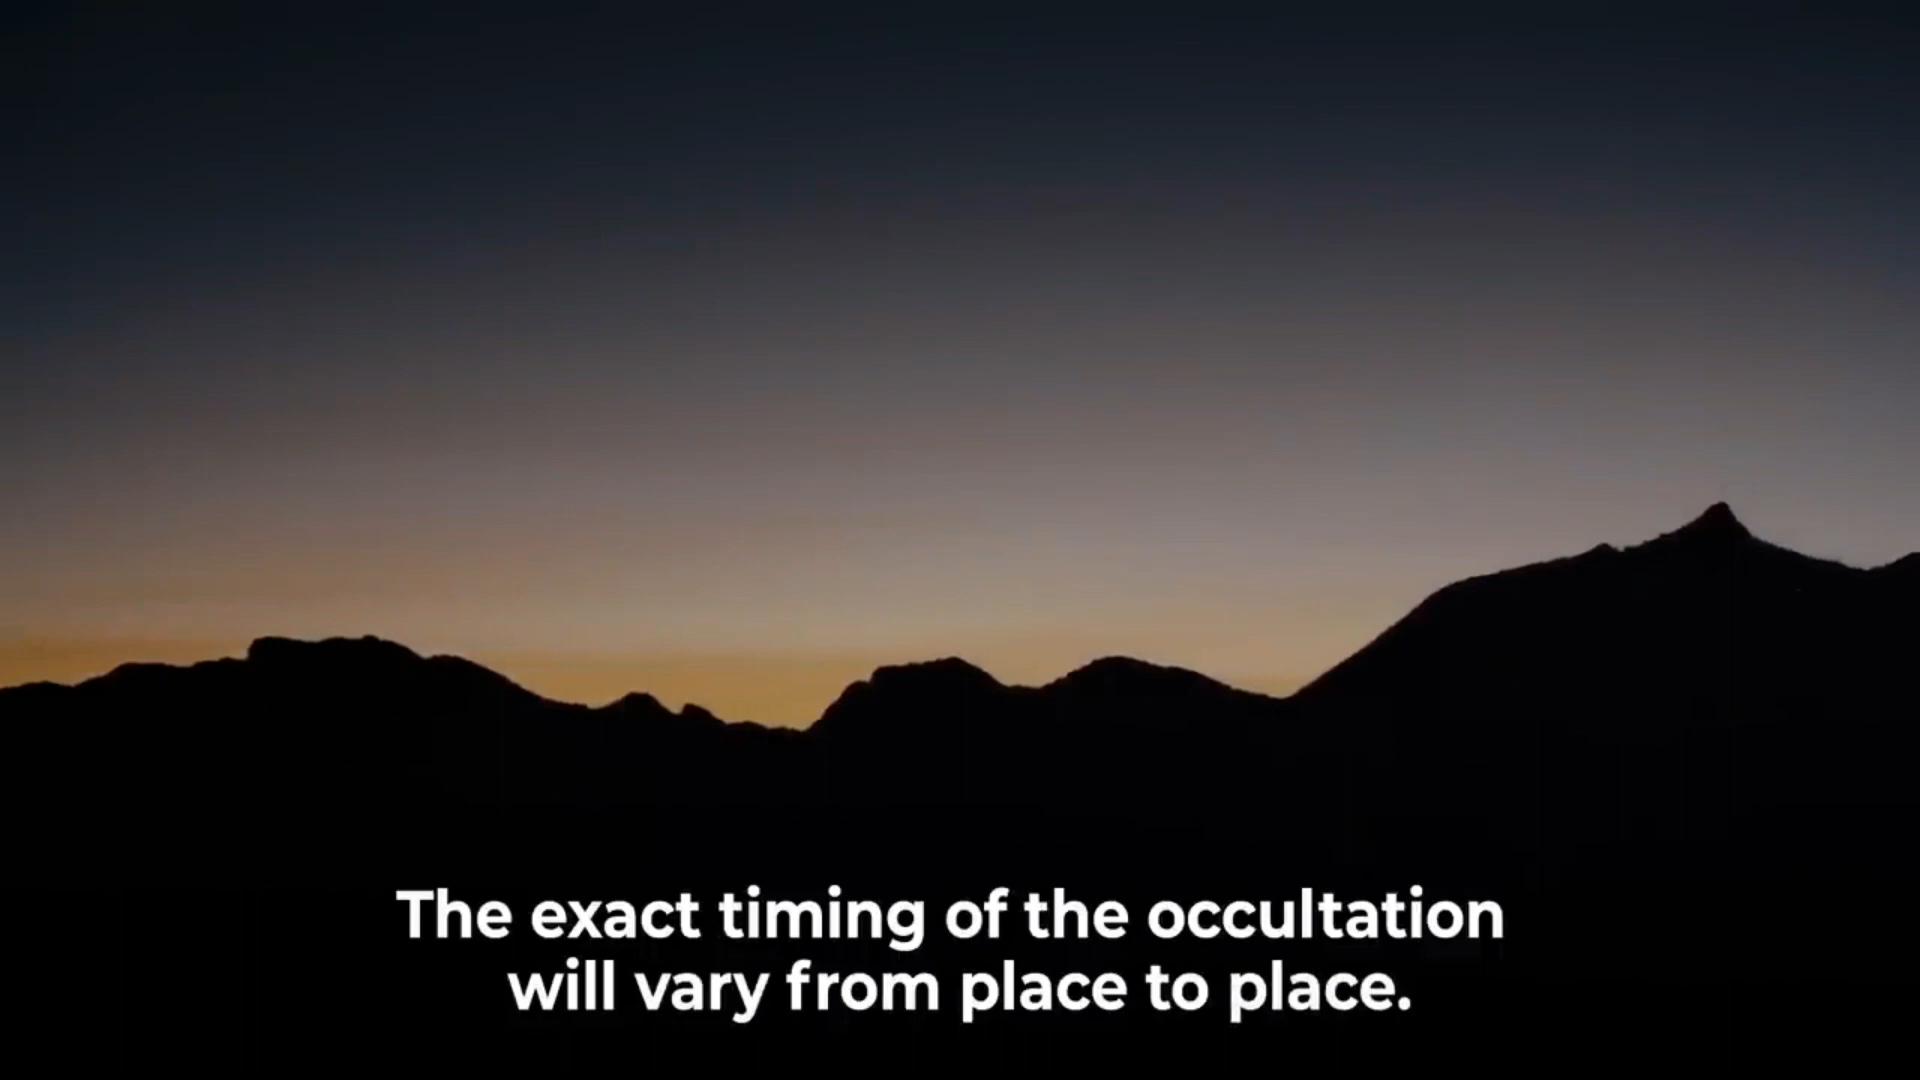 The exact timing of the occultation
will vary from place to place.